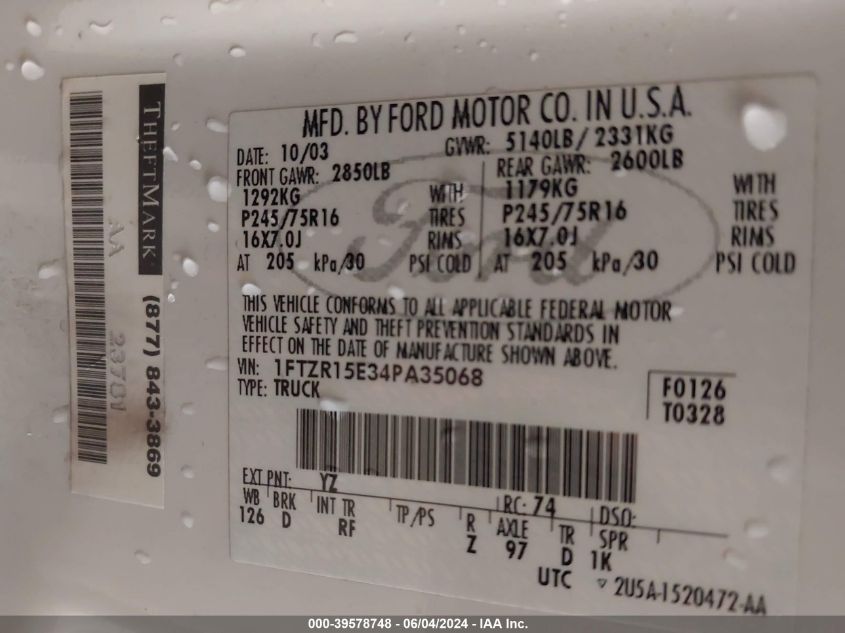 THEFTMARK
AA 23701
(877) 843-3869
MFD. BY FORD MOTOR CO. IN U.S.A.
DATE: 10/03 GVWR: 5140LB/ 2331KG
FRONT GAWR: 2850LB REAR GAWR: 2600LB
1292KG WITH 1179KG WITH
P245/75R16 TIRES P245/75R16 TIRES
16X7.0J RIMS 16X7.0J RIMS
AT 205 kPa/30 PSI COLD AT 205 kPa/30 PSI COLD
Ford
THIS VEHICLE CONFORMS TO ALL APPLICABLE FEDERAL MOTOR
VEHICLE SAFETY AND THEFT PREVENTION STANDARDS IN
EFFECT ON THE DATE OF MANUFACTURE SHOWN ABOVE.
VIN: 1FTZR15E34PA35068
TYPE: TRUCK
F0126
T0328
EXT PNT: YZ RC: 74 DSO:
WB BRK INT TR TP/PS R AXLE TR SPR
126 D RF Z 97 D 1K
UTC 2U5A-1520472-AA
000-39578748 - 06/04/2024 - IAA Inc.